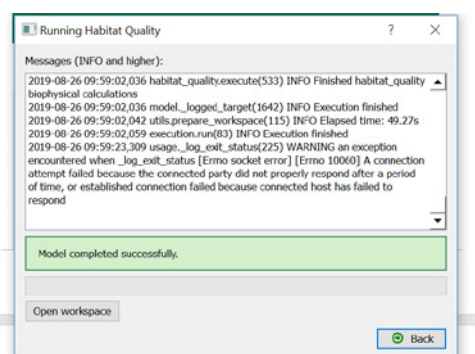 Running Habitat Quality
Messages (INFO and higher):
2019-08-26 09:59:02,036 habitat_quality.execute(533) INFO Finished habitat_quality
biophysical calculations
2019-08-26 09:59:02,036 model._logged_target(1642) INFO Execution finished
2019-08-26 09:59:02,042 utils.prepare_workspace(115) INFO Elapsed time: 49.27s
2019-08-26 09:59:02,059 execution.run(83) INFO Execution finished
2019-08-26 09:59:23,309 usage._log_exit_status(225) WARNING an exception
encountered when _log_exit_status [Errno socket error] [Errno 10060] A connection
attempt failed because the connected party did not properly respond after a period
of time, or established connection failed because connected host has failed to
respond
Model completed successfully.
Open workspace
Back